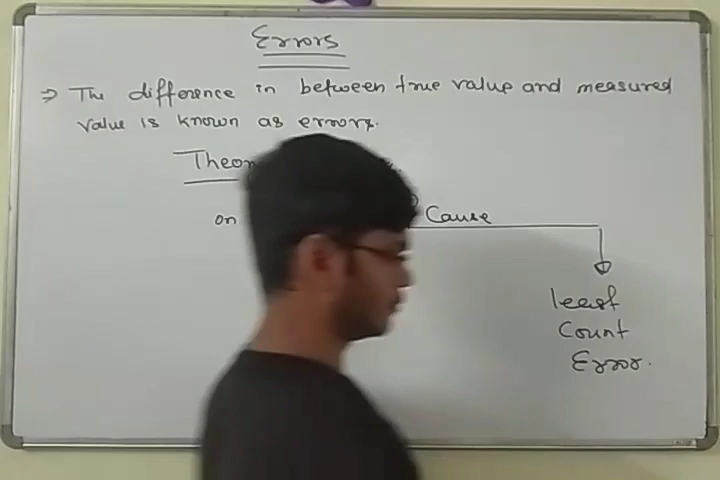 Errors
⇒ The difference in between true value and measured
value is known as errors.
on Cause
least
Count
Error.